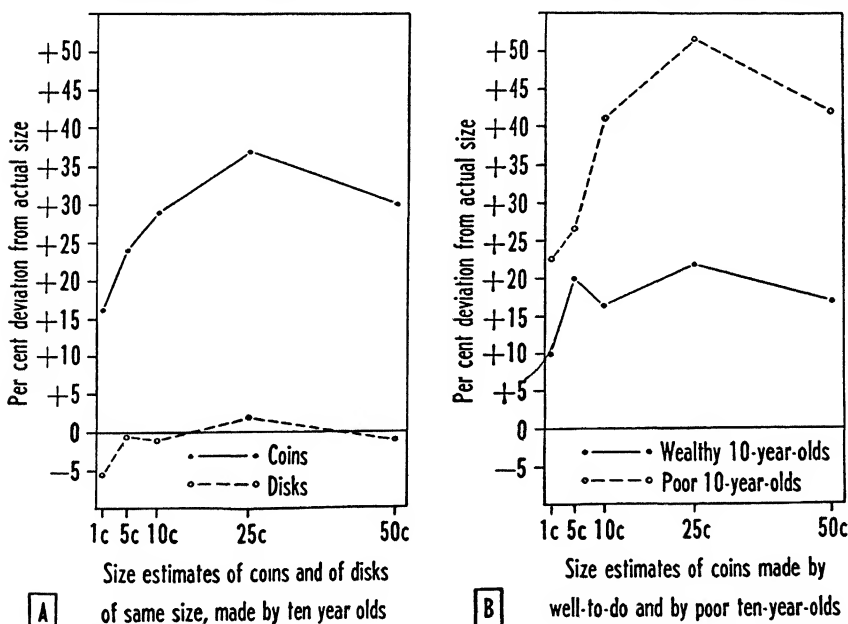 Per cent deviation from actual size
+50
+45
+40
+35
+30
+25
+20
+15
+10
+5
0
−5
Coins
Disks
1c 5c 10c 25c 50c
Size estimates of coins and of disks
of same size, made by ten year olds
A
Per cent deviation from actual size
+50
+45
+40
+35
+30
+25
+20
+15
+10
+5
0
−5
Wealthy 10-year-olds
Poor 10-year-olds
1c 5c 10c 25c 50c
Size estimates of coins made by
well-to-do and by poor ten-year-olds
B